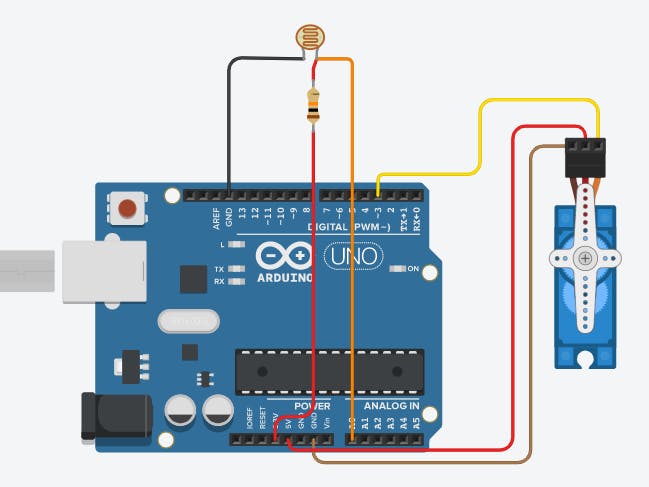 AREF
GND
13
12
~11
~10
~9
8
7
~6
~5
4
~3
2
TX→1
RX←0
DIGITAL (PWM~)
L
TX
RX
UNO
ARDUINO
ON
POWER
ANALOG IN
IOREF
RESET
5V
GND
GND
Vin
A0
A1
A2
A3
A4
A5